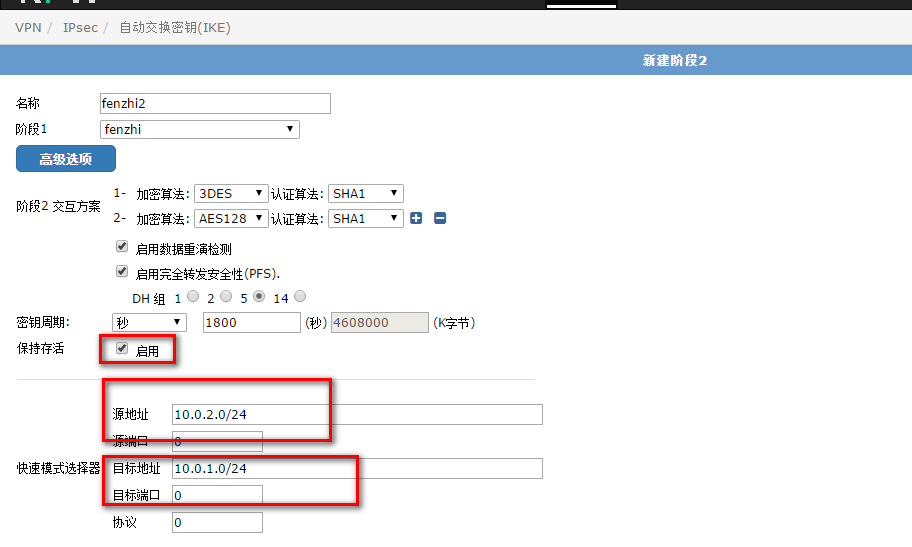 VPN / IPsec / 自动交换密钥(IKE)
新建阶段2
名称 fenzhi2
阶段1 fenzhi
高级选项
阶段2 交互方案 1- 加密算法: 3DES 认证算法: SHA1
2- 加密算法: AES128 认证算法: SHA1
启用数据重演检测
启用完全转发安全性(PFS).
DH 组 1 2 5 14
密钥周期: 秒 1800 (秒) 4608000 (K字节)
保持存活 启用
源地址 10.0.2.0/24
源端口 0
快速模式选择器 目标地址 10.0.1.0/24
目标端口 0
协议 0